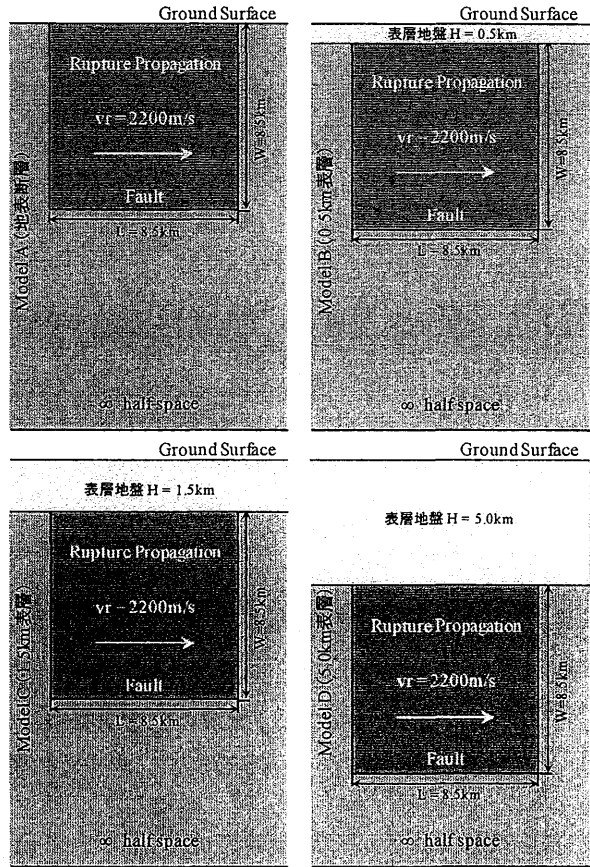 Ground Surface
Rupture Propagation
vr = 2200m/s
Fault
W=8.5km
L = 8.5km
Model A (地表断層)
∞ half space
Ground Surface
表層地盤 H = 0.5km
Rupture Propagation
vr = 2200m/s
Fault
W=8.5km
L = 8.5km
Model B (0.5km表層)
∞ half space
Ground Surface
表層地盤 H = 1.5km
Rupture Propagation
vr = 2200m/s
Fault
W=8.5km
L = 8.5km
Model C (1.5km表層)
∞ half space
Ground Surface
表層地盤 H = 5.0km
Rupture Propagation
vr = 2200m/s
Fault
W=8.5km
L = 8.5km
Model D (5.0km表層)
∞ half space